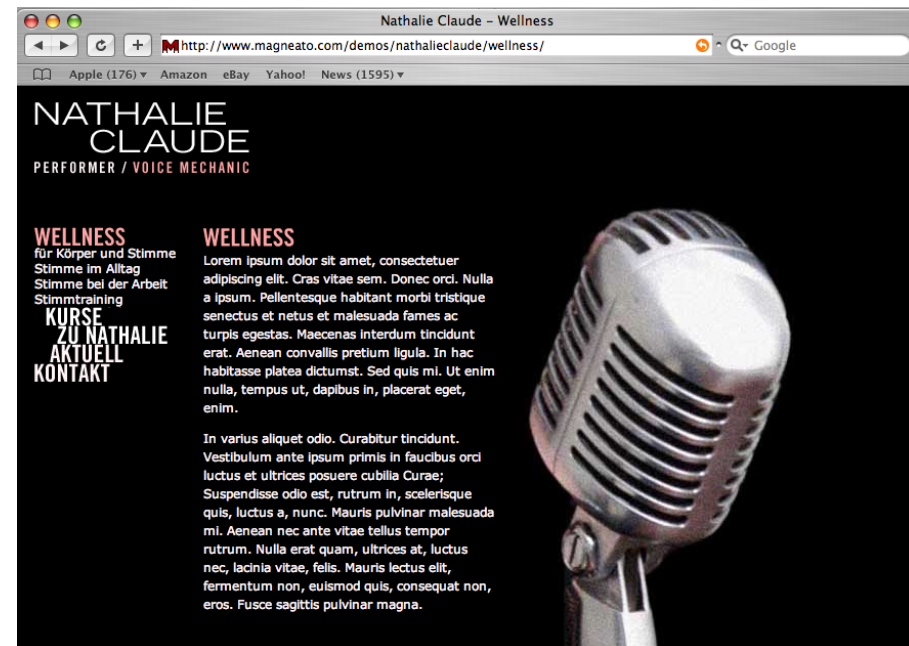 Nathalie Claude – Wellness
http://www.magneato.com/demos/nathalieclaude/wellness/
Google
Apple (176) Amazon eBay Yahoo! News (1595)
NATHALIE
CLAUDE
PERFORMER / VOICE MECHANIC
WELLNESS
für Körper und Stimme
Stimme im Alltag
Stimme bei der Arbeit
Stimmtraining
KURSE
ZU NATHALIE
AKTUELL
KONTAKT
WELLNESS
Lorem ipsum dolor sit amet, consectetuer
adipiscing elit. Cras vitae sem. Donec orci. Nulla
a ipsum. Pellentesque habitant morbi tristique
senectus et netus et malesuada fames ac
turpis egestas. Maecenas interdum tincidunt
erat. Aenean convallis pretium ligula. In hac
habitasse platea dictumst. Sed quis mi. Ut enim
nulla, tempus ut, dapibus in, placerat eget,
enim.
In varius aliquet odio. Curabitur tincidunt.
Vestibulum ante ipsum primis in faucibus orci
luctus et ultrices posuere cubilia Curae;
Suspendisse odio est, rutrum in, scelerisque
quis, luctus a, nunc. Mauris pulvinar malesuada
mi. Aenean nec ante vitae tellus tempor
rutrum. Nulla erat quam, ultrices at, luctus
nec, lacinia vitae, felis. Mauris lectus elit,
fermentum non, euismod quis, consequat non,
eros. Fusce sagittis pulvinar magna.